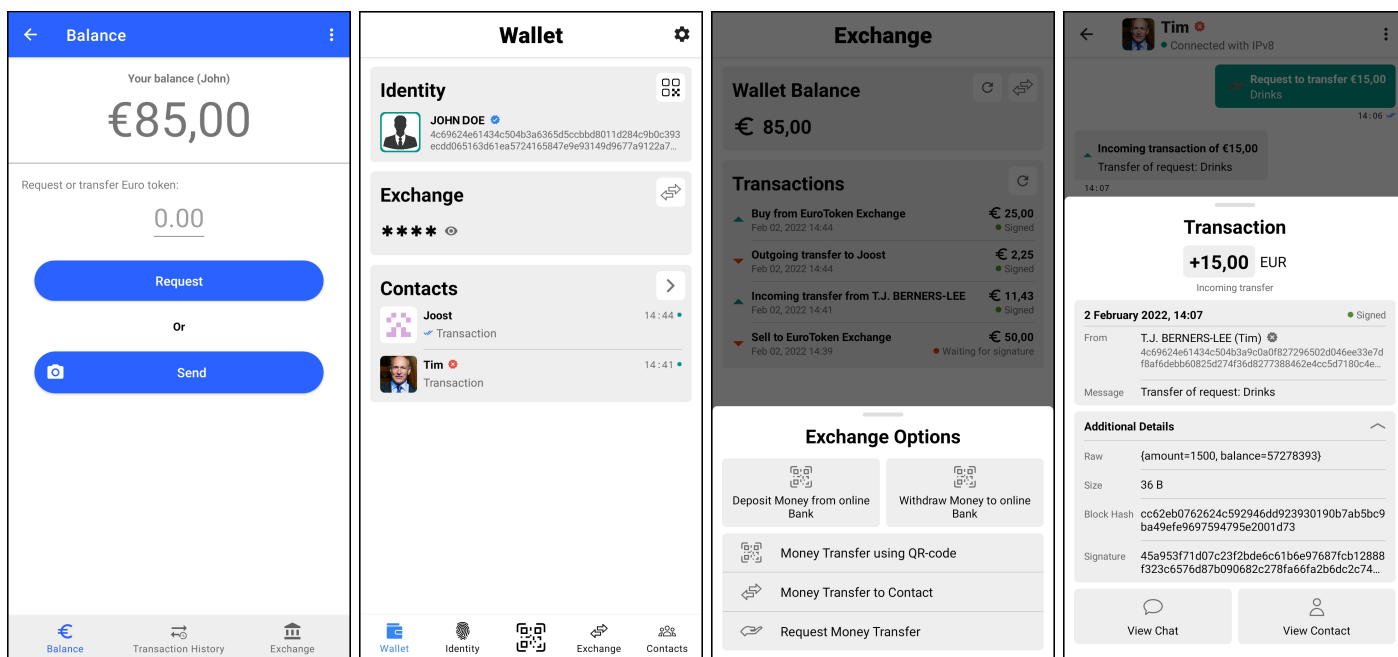 Balance
Your balance (John)
€85,00
Request or transfer Euro token:
0.00
Request
Or
Send
Balance
Transaction History
Exchange
Wallet
Identity
JOHN DOE
4c69624e61434c504b3a6365d5ccbbd8011d284c9b0c393
ecdd065163d61ea5724165847e9e93149d9677a9122a7...
Exchange
****
Contacts
Joost
14:44
Transaction
Tim
14:41
Transaction
Wallet
Identity
Exchange
Contacts
Exchange
Wallet Balance
€ 85,00
Transactions
Buy from EuroToken Exchange
€ 25,00
Feb 02, 2022 14:44
Signed
Outgoing transfer to Joost
€ 2,25
Feb 02, 2022 14:44
Signed
Incoming transfer from T.J. BERNERS-LEE
€ 11,43
Feb 02, 2022 14:41
Signed
Sell to EuroToken Exchange
€ 50,00
Feb 02, 2022 14:39
Waiting for signature
Exchange Options
Deposit Money from online
Bank
Withdraw Money to online
Bank
Money Transfer using QR-code
Money Transfer to Contact
Request Money Transfer
Tim
Connected with IPv8
Request to transfer €15,00
Drinks
14:06
Incoming transaction of €15,00
Transfer of request: Drinks
14:07
Transaction
+15,00 EUR
Incoming transfer
2 February 2022, 14:07
Signed
From
T.J. BERNERS-LEE (Tim)
4c69624e61434c504b3a9c0a0f827296502d046ee33e7d
f8af6debb60825d274f36d8277388462e4cc5d7180c4e...
Message
Transfer of request: Drinks
Additional Details
Raw
{amount=1500, balance=57278393}
Size
36 B
Block Hash
cc62eb0762624c592946dd923930190b7ab5bc9
ba49efe9697594795e2001d73
Signature
45a953f71d07c23f2bde6c61b6e97687fcb12888
f323c6576d87b090682c278fa66fa2b6dc2c74...
View Chat
View Contact